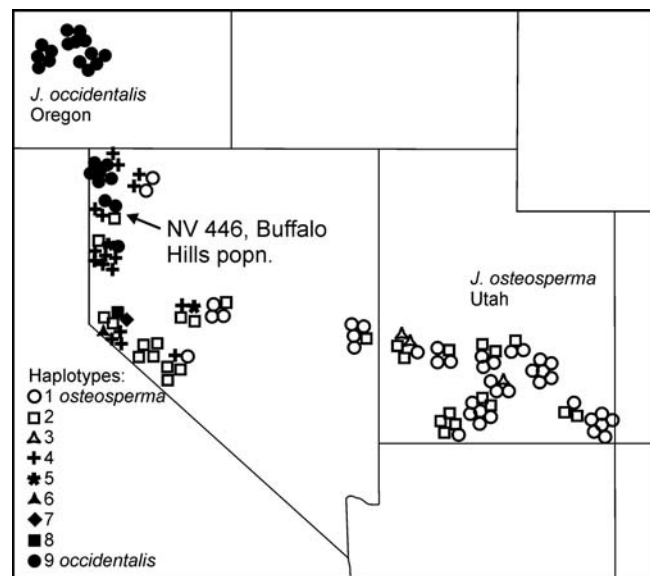 J. occidentalis
Oregon
NV 446, Buffalo
Hills popn.
J. osteosperma
Utah
Haplotypes:
1 osteosperma
2
3
4
5
6
7
8
9 occidentalis